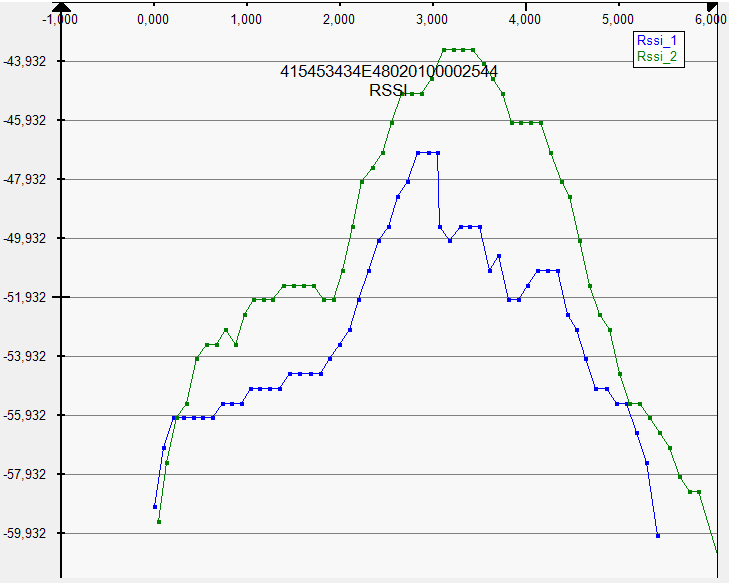 -1,000 0,000 1,000 2,000 3,000 4,000 5,000 6,000
Rssi_1
Rssi_2
-43,932
415453434E48020100002544
RSSI
-45,932
-47,932
-49,932
-51,932
-53,932
-55,932
-57,932
-59,932